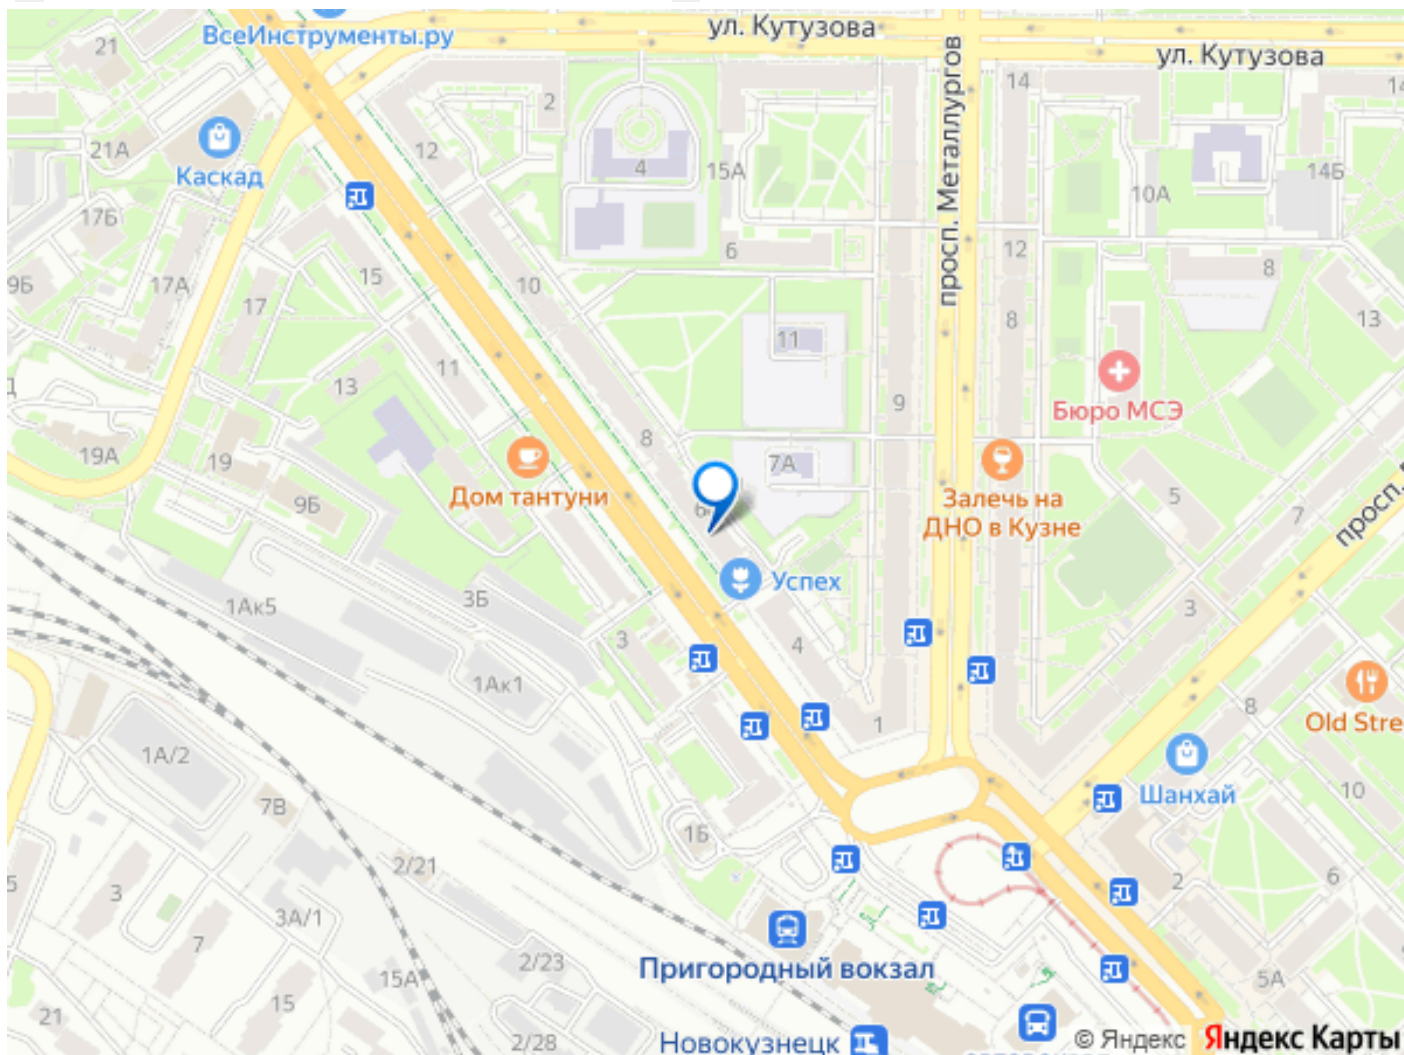 ул. Кутузова
21
ВсеИнструменты.ру
ул. Кутузова
14
2
просп. Металлургов
12
4
15А
21А
Каскад
10А
14Б
17Б
6
12
8
15
10
9Б
17А
17
8
13
11
11
13
Бюро МСЭ
9
8
19А
19
7А
Дом тантуни
9Б
Залечь на
ДНО в Кузне
5
7
просп.
Успех
3Б
1Ак5
3
3
4
1Ак1
8
1
Old Stre
1А/2
Шанхай
10
7В
1Б
2/21
2
6
5
3
3А/1
7
2/23
Пригородный вокзал
15А
5А
15
21
2/28
Новокузнецк
© Яндекс
Яндекс Карты